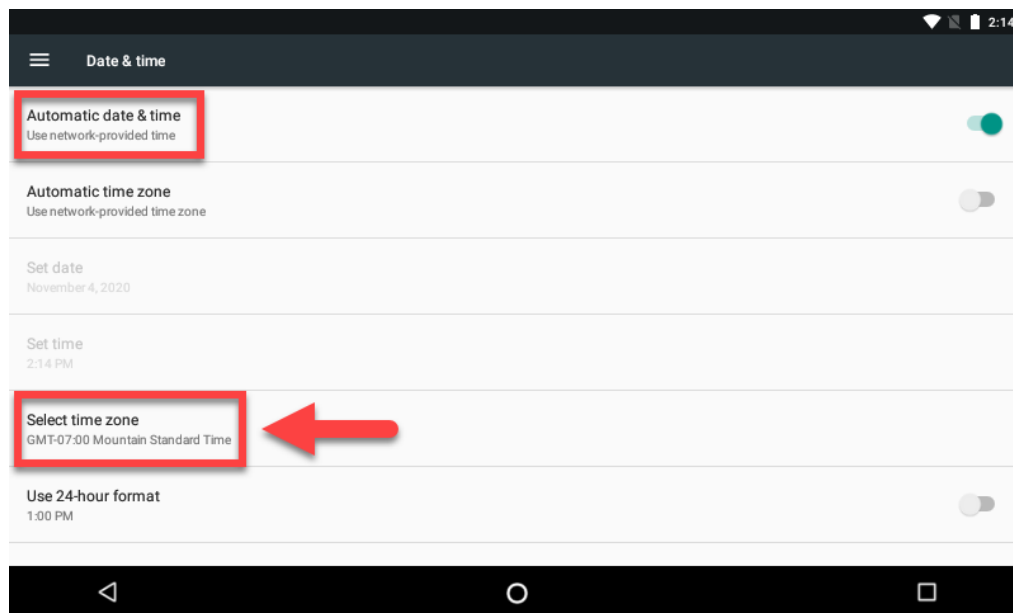 2:14
Date & time
Automatic date & time
Use network-provided time
Automatic time zone
Use network-provided time zone
Set date
November 4, 2020
Set time
2:14 PM
Select time zone
GMT-07:00 Mountain Standard Time
Use 24-hour format
1:00 PM